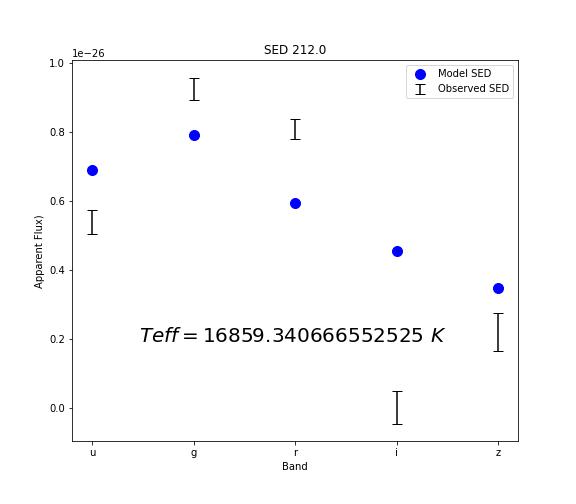 SED 212.0
1e−26
Model SED
Observed SED
1.0
0.8
0.6
0.4
0.2
0.0
Apparent Flux)
Teff = 16859.340666552525 K
u g r i z
Band